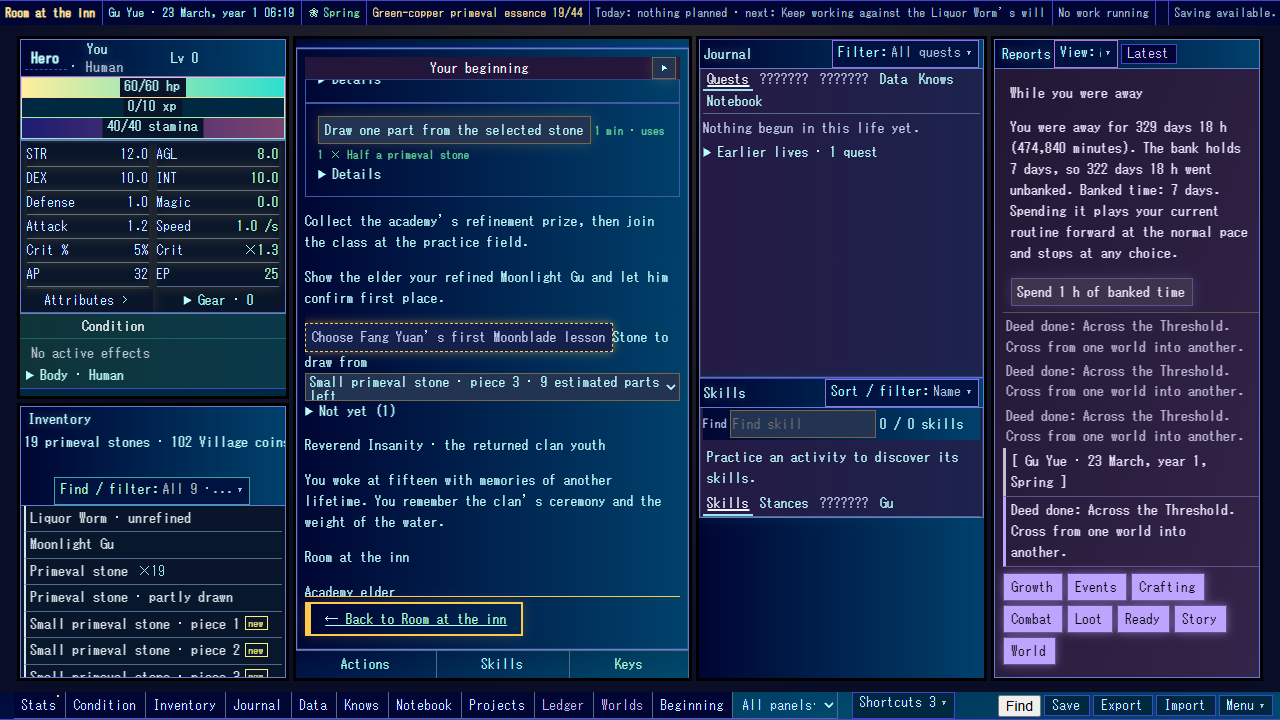 Room at the inn
Gu Yue · 23 March, year 1 06:19
❀ Spring
Green-copper primeval essence 19/44
Today: nothing planned · next: Keep working against the Liquor Worm's will
No work running
Saving available.
Hero · You Human Lv 0
60/60 hp
0/10 xp
40/40 stamina
STR 12.0 AGL 8.0
DEX 10.0 INT 10.0
Defense 1.0 Magic 0.0
Attack 1.2 Speed 1.0 /s
Crit % 5% Crit ×1.3
AP 32 EP 25
Attributes > ▶ Gear · 0
Condition
No active effects
▶ Body · Human
Inventory
19 primeval stones · 102 Village coins
Find / filter: All 9 ·... ▾
Liquor Worm · unrefined
Moonlight Gu
Primeval stone ×19
Primeval stone · partly drawn
Small primeval stone · piece 1 new
Small primeval stone · piece 2 new
Small primeval stone · piece 3 new
Your beginning ▸
▶ Details
Draw one part from the selected stone 1 min · uses
1 × Half a primeval stone
▶ Details
Collect the academy's refinement prize, then join
the class at the practice field.
Show the elder your refined Moonlight Gu and let him
confirm first place.
Choose Fang Yuan's first Moonblade lesson Stone to
draw from
Small primeval stone · piece 3 · 9 estimated parts
left
▶ Not yet (1)
Reverend Insanity · the returned clan youth
You woke at fifteen with memories of another
lifetime. You remember the clan's ceremony and the
weight of the water.
Room at the inn
Academy elder
← Back to Room at the inn
Actions Skills Keys
Journal Filter: All quests ▾
Quests ??????? ??????? Data Knows
Notebook
Nothing begun in this life yet.
▶ Earlier lives · 1 quest
Skills Sort / filter: Name ▾
Find Find skill 0 / 0 skills
Practice an activity to discover its
skills.
Skills Stances ??????? Gu
Reports View: ▾ Latest
While you were away
You were away for 329 days 18 h
(474,840 minutes). The bank holds
7 days, so 322 days 18 h went
unbanked. Banked time: 7 days.
Spending it plays your current
routine forward at the normal pace
and stops at any choice.
Spend 1 h of banked time
Deed done: Across the Threshold.
Cross from one world into another.
Deed done: Across the Threshold.
Cross from one world into another.
Deed done: Across the Threshold.
Cross from one world into another.
[ Gu Yue · 23 March, year 1,
Spring ]
Deed done: Across the Threshold.
Cross from one world into
another.
Growth Events Crafting
Combat Loot Ready Story
World
Stats Condition Inventory Journal Data Knows Notebook Projects Ledger Worlds Beginning All panels· Shortcuts 3 ▾ Find Save Export Import Menu ▾